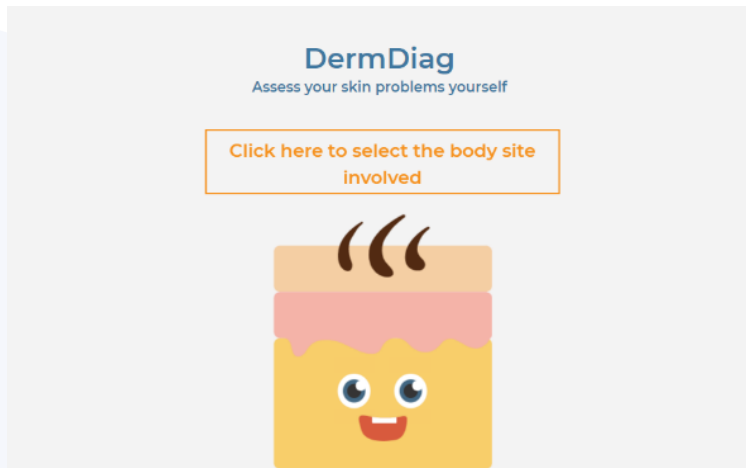 DermDiag
Assess your skin problems yourself
Click here to select the body site
involved